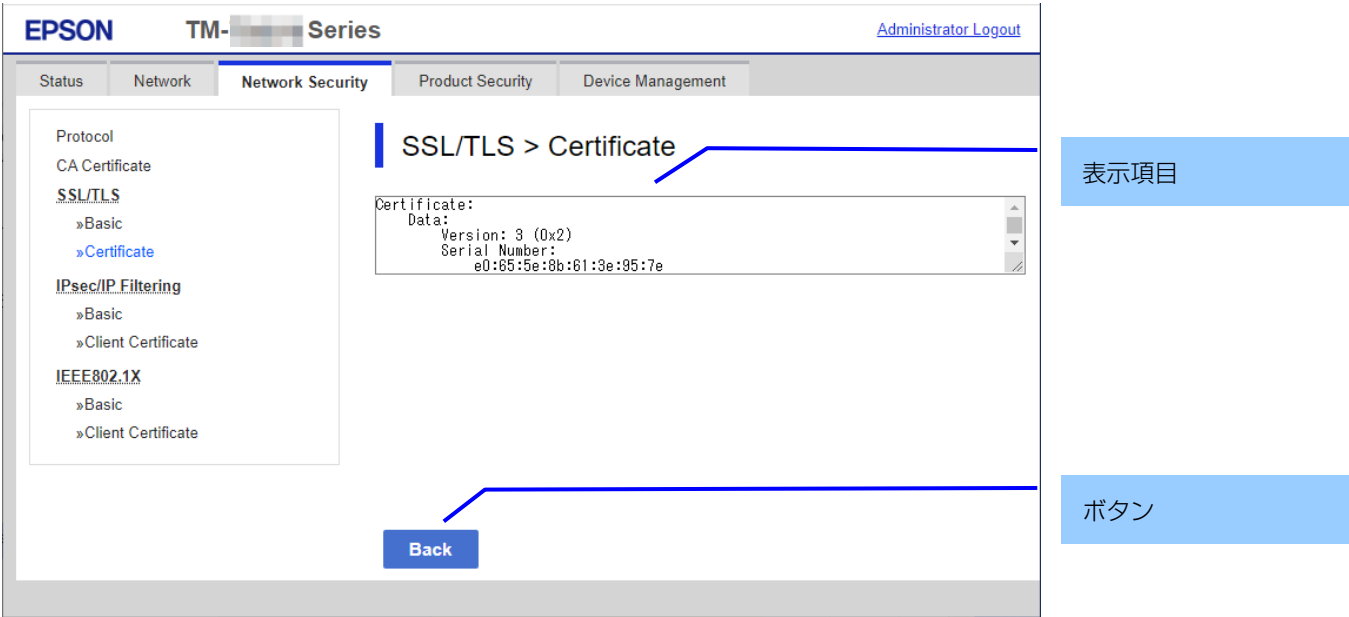 EPSON TM- Series Administrator Logout
Status Network Network Security Product Security Device Management
Protocol
CA Certificate
SSL/TLS
»Basic
»Certificate
IPsec/IP Filtering
»Basic
»Client Certificate
IEEE802.1X
»Basic
»Client Certificate
SSL/TLS > Certificate
Certificate:
Data:
Version: 3 (0x2)
Serial Number:
e0:65:5e:8b:61:3e:95:7e
Back
表示項目
ボタン